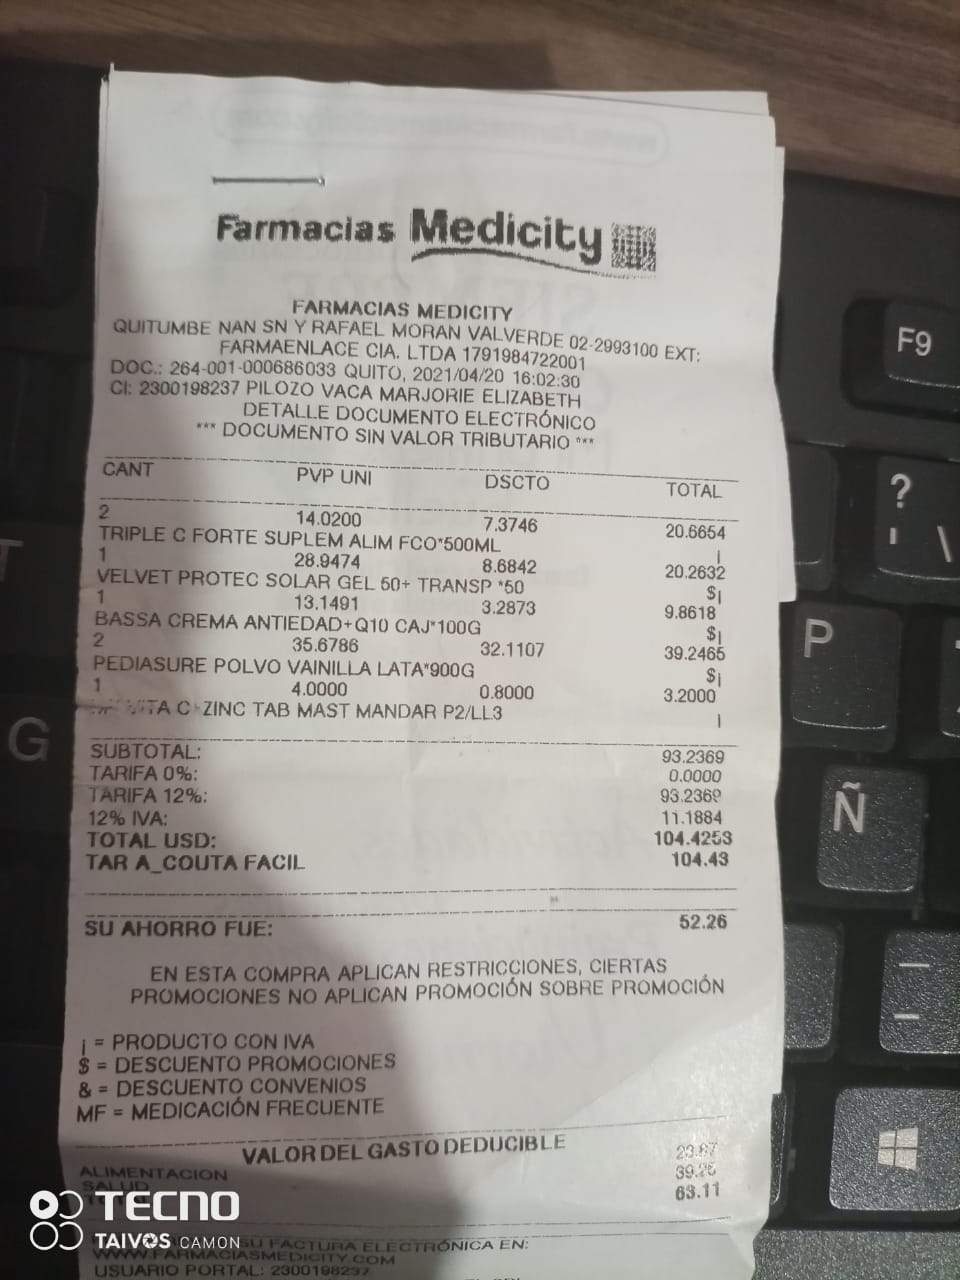 Farmacias Medicity
FARMACIAS MEDICITY
QUITUMBE NAN SN Y RAFAEL MORAN VALVERDE 02-2993100 EXT:
FARMAENLACE CIA. LTDA 1791984722001
DOC.: 264-001-000686033 QUITO, 2021/04/20 16:02:30
CI: 2300198237 PILOZO VACA MARJORIE ELIZABETH
DETALLE DOCUMENTO ELECTRÓNICO
*** DOCUMENTO SIN VALOR TRIBUTARIO ***
CANT PVP UNI DSCTO TOTAL
2 14.0200 7.3746 20.6654
TRIPLE C FORTE SUPLEM ALIM FCO*500ML ¡
1 28.9474 8.6842 20.2632
VELVET PROTEC SOLAR GEL 50+ TRANSP *50 $¡
1 13.1491 3.2873 9.8618
BASSA CREMA ANTIEDAD+Q10 CAJ*100G $¡
2 35.6786 32.1107 39.2465
PEDIASURE POLVO VAINILLA LATA*900G $¡
1 4.0000 0.8000 3.2000
C ZINC TAB MAST MANDAR P2/LL3 ¡
SUBTOTAL: 93.2369
TARIFA 0%: 0.0000
TARIFA 12%: 93.2369
12% IVA: 11.1884
TOTAL USD: 104.4253
TAR A_COUTA FACIL 104.43
SU AHORRO FUE: 52.26
EN ESTA COMPRA APLICAN RESTRICCIONES, CIERTAS
PROMOCIONES NO APLICAN PROMOCIÓN SOBRE PROMOCIÓN
¡ = PRODUCTO CON IVA
$ = DESCUENTO PROMOCIONES
& = DESCUENTO CONVENIOS
MF = MEDICACIÓN FRECUENTE
VALOR DEL GASTO DEDUCIBLE
ALIMENTACION 23.87
SALUD 39.25
63.11
SU FACTURA ELECTRÓNICA EN:
WWW.FARMACIASMEDICITY.COM
USUARIO PORTAL: 2300198237
TECNO
TAIVOS CAMON
F9
?
P
G
Ñ